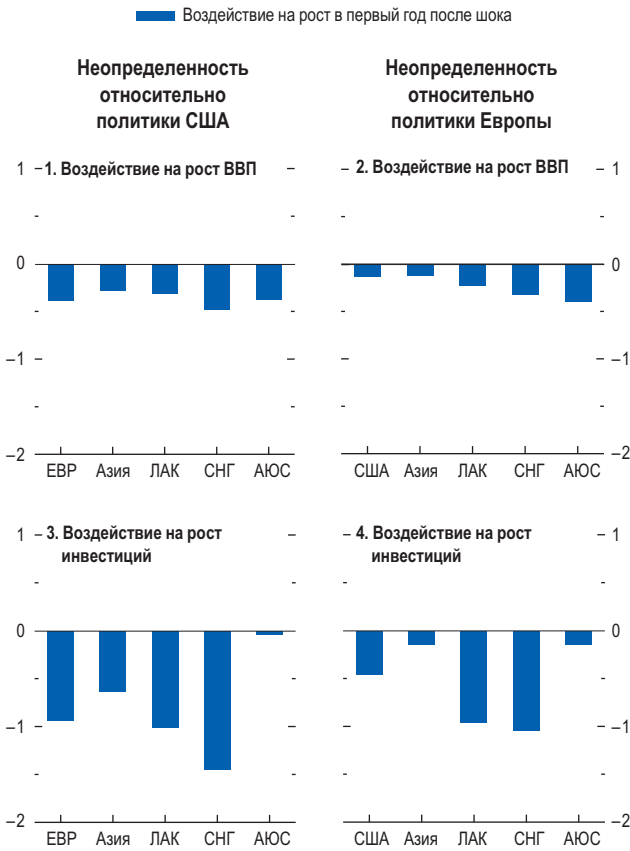 Воздействие на рост в первый год после шока
Неопределенность
относительно
политики США
Неопределенность
относительно
политики Европы
1. Воздействие на рост ВВП
1
0
–1
–2
ЕВР Азия ЛАК СНГ АЮС
2. Воздействие на рост ВВП
1
0
–1
–2
США Азия ЛАК СНГ АЮС
3. Воздействие на рост
инвестиций
1
0
–1
–2
ЕВР Азия ЛАК СНГ АЮС
4. Воздействие на рост
инвестиций
1
0
–1
–2
США Азия ЛАК СНГ АЮС